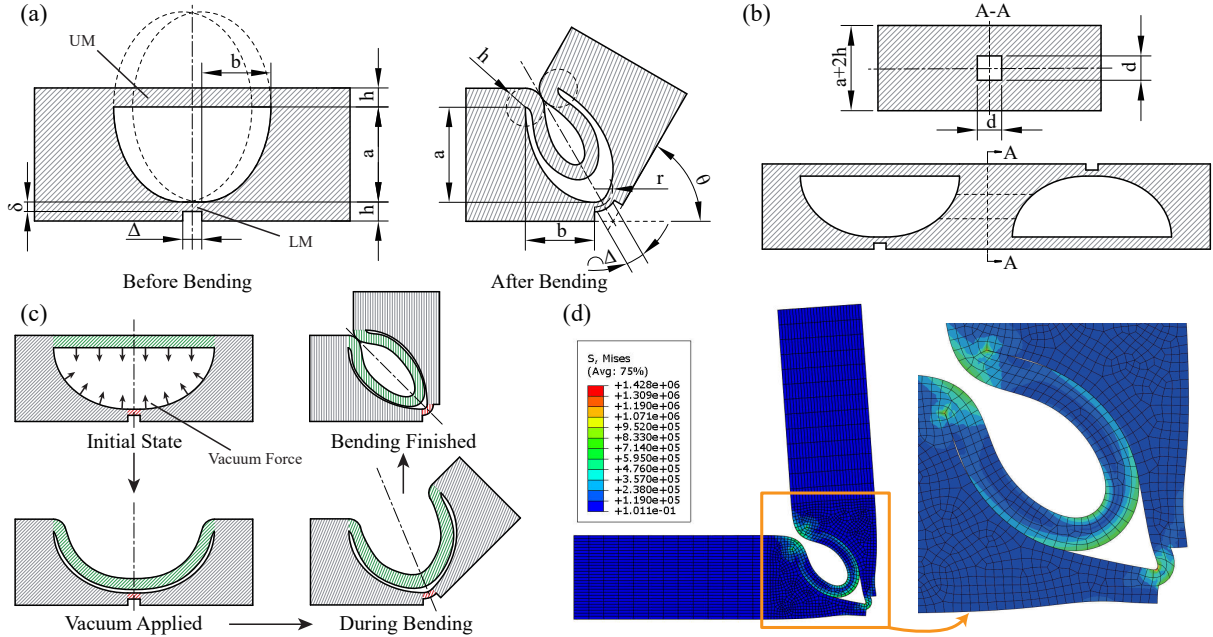 (a)
UM
b
h
a
h
δ
Δ
LM
Before Bending
h
a
b
r
θ
Δ
After Bending
(b)
A-A
a+2h
d
d
A
A
(c)
Initial State
Vacuum Force
Bending Finished
Vacuum Applied
During Bending
(d)
S, Mises
(Avg: 75%)
+1.428e+06
+1.309e+06
+1.190e+06
+1.071e+06
+9.520e+05
+8.330e+05
+7.140e+05
+5.950e+05
+4.760e+05
+3.570e+05
+2.380e+05
+1.190e+05
+1.011e-01